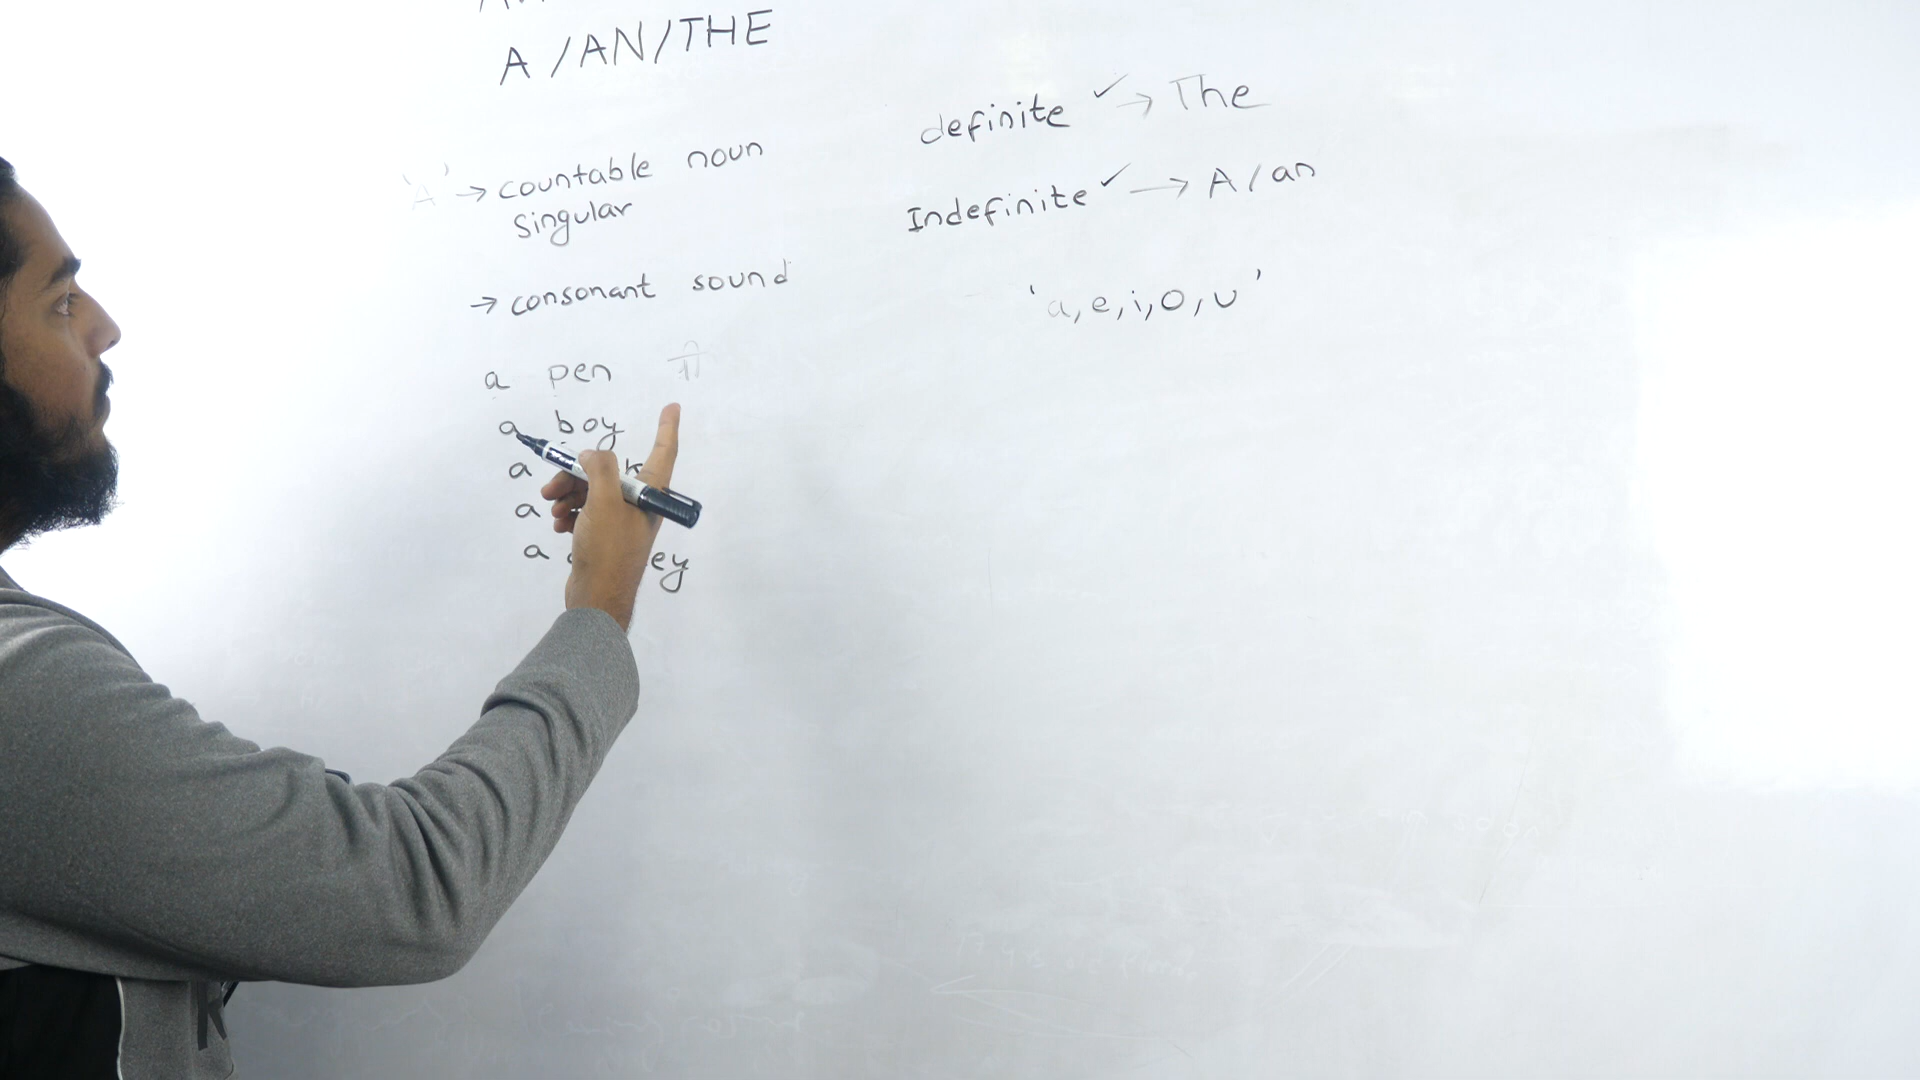 A/AN/THE
'A' → countable noun
singular
→ consonant sound
a pen
a boy
a
a
a
definite ✓ → The
Indefinite ✓ → A/an
'a, e, i, o, u'